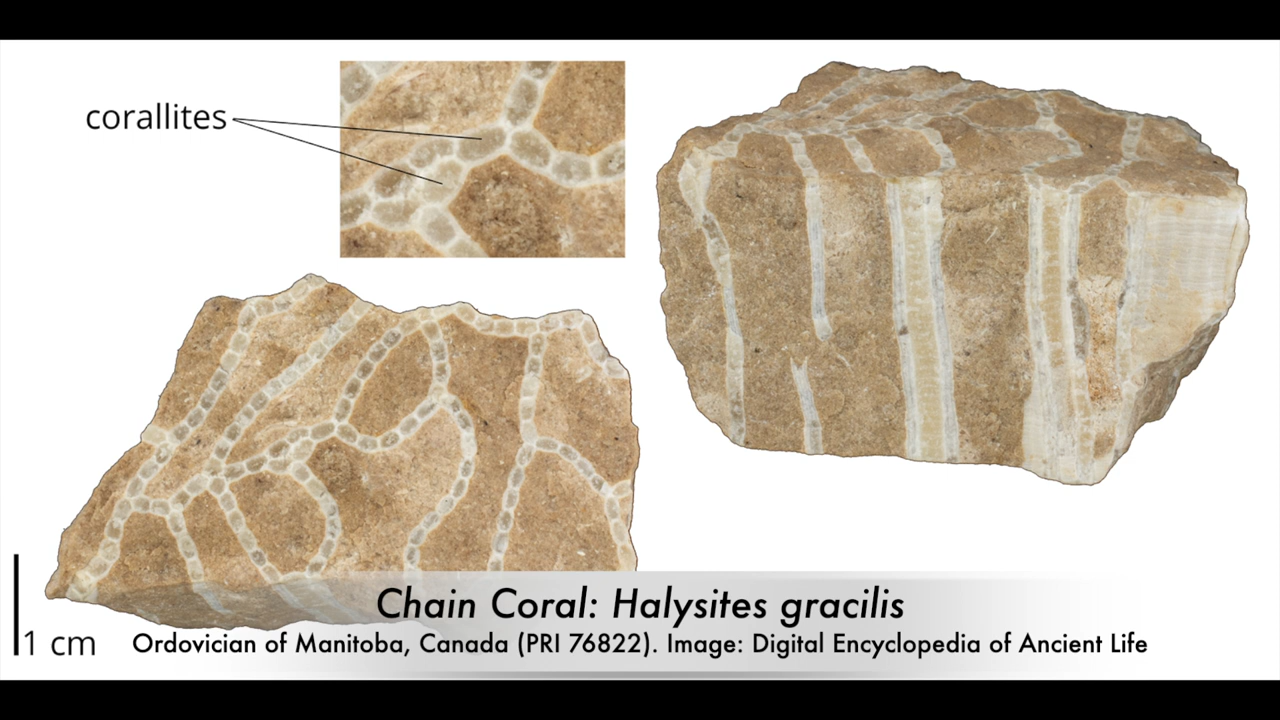 corallites
1 cm
Chain Coral: Halysites gracilis
Ordovician of Manitoba, Canada (PRI 76822). Image: Digital Encyclopedia of Ancient Life